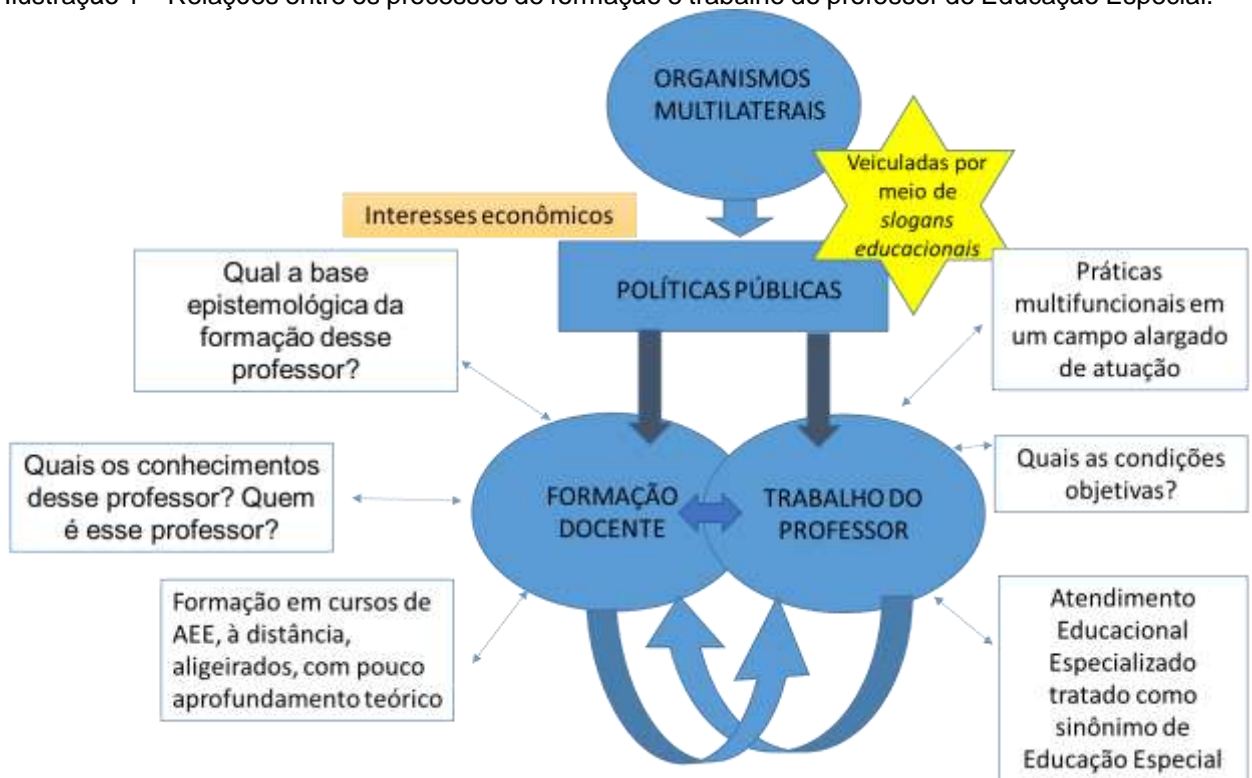 Ilustração 1 – Relações entre os processos de formação e trabalho do professor de Educação Especial.
ORGANISMOS
MULTILATERAIS
Veiculadas por
meio de
slogans
educacionais
Interesses econômicos
POLÍTICAS PÚBLICAS
Qual a base
epistemológica da
formação desse
professor?
Práticas
multifuncionais em
um campo alargado
de atuação
Quais os conhecimentos
desse professor? Quem
é esse professor?
FORMAÇÃO
DOCENTE
TRABALHO DO
PROFESSOR
Quais as condições
objetivas?
Formação em cursos de
AEE, à distância,
aligeirados, com pouco
aprofundamento teórico
Atendimento
Educacional
Especializado
tratado como
sinônimo de
Educação Especial